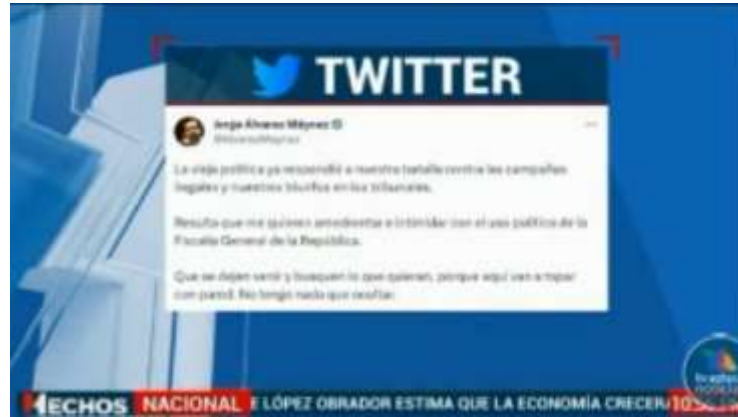 TWITTER
Jorge Álvarez Máynez
@AlvarezMaynez
La vieja política ya respondió a nuestra batalla contra las campañas
ilegales y nuestros triunfos en los tribunales.
Resulta que me quieren amedrentar e intimidar con el uso político de la
Fiscalía General de la República.
Que se dejen venir y busquen lo que quieran, porque aquí van a topar
con pared. No tengo nada que ocultar.
HECHOS NACIONAL E LÓPEZ OBRADOR ESTIMA QUE LA ECONOMÍA CRECER